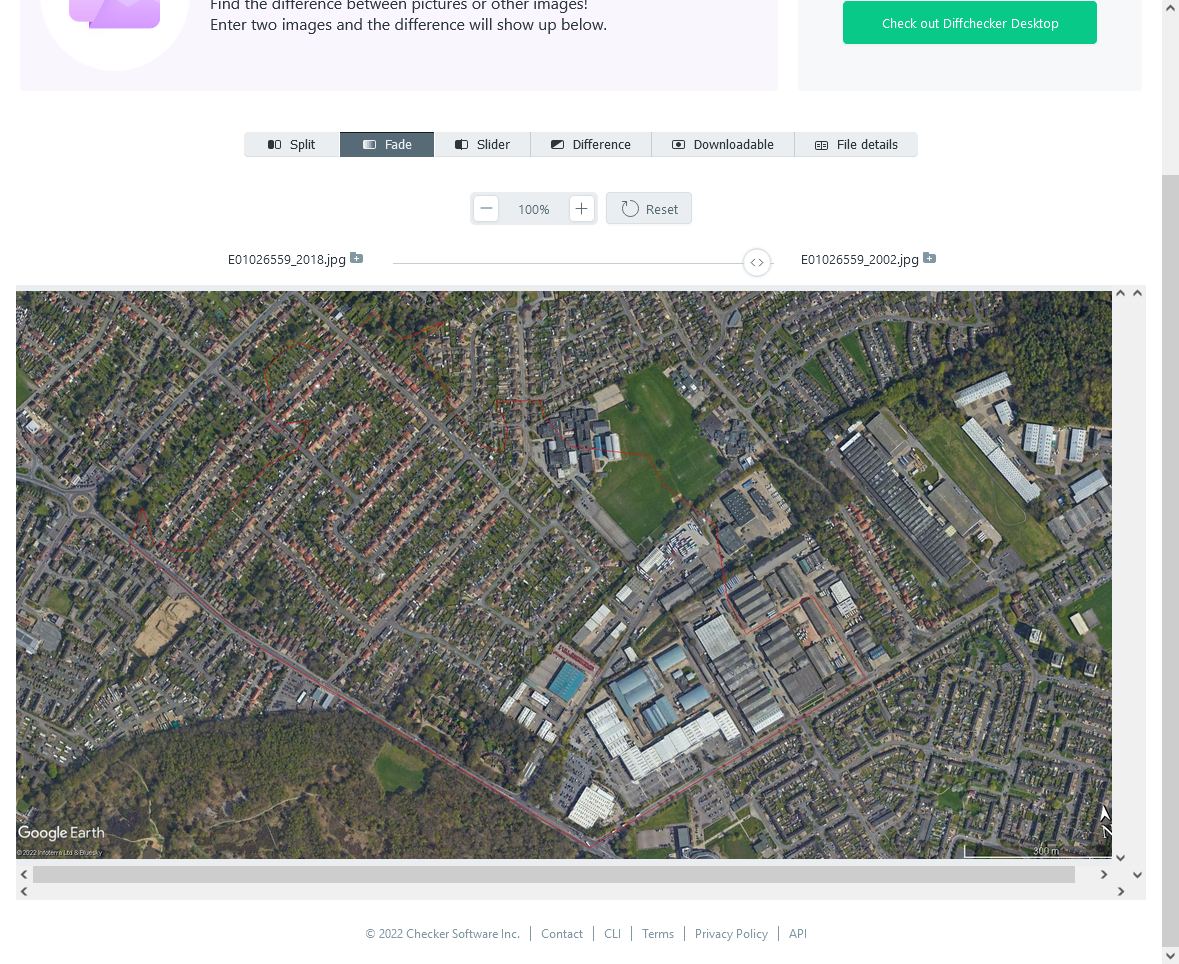 Find the difference between pictures or other images!
Enter two images and the difference will show up below.
Check out Diffchecker Desktop
Split
Fade
Slider
Difference
Downloadable
File details
100%
Reset
E01026559_2018.jpg
E01026559_2002.jpg
Google Earth
© 2022 Infoterra Ltd & Bluesky
300 m
© 2022 Checker Software Inc.
Contact
CLI
Terms
Privacy Policy
API